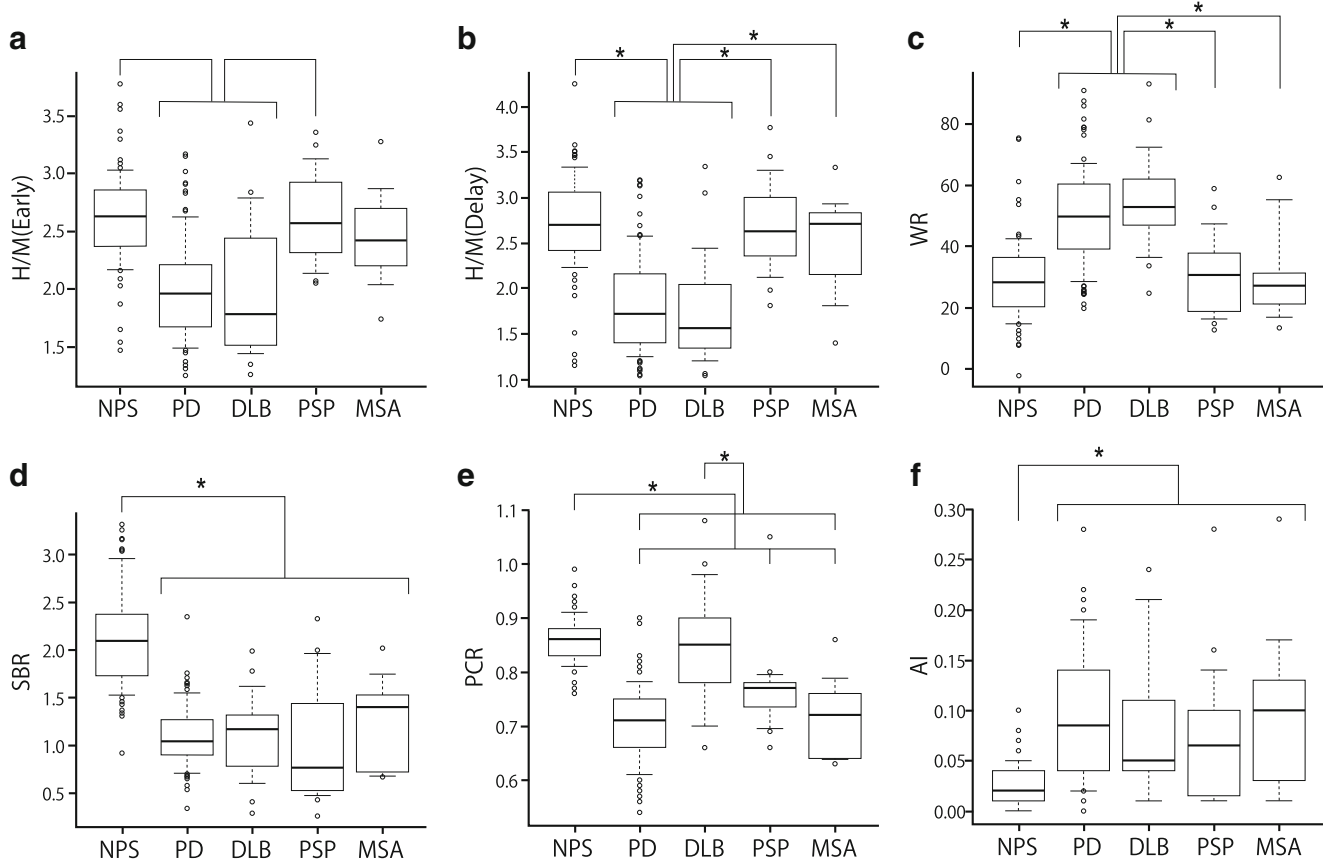 a
H/M(Early)
3.5
3.0
2.5
2.0
1.5
NPS PD DLB PSP MSA
b
* * *
H/M(Delay)
4.0
3.5
3.0
2.5
2.0
1.5
1.0
NPS PD DLB PSP MSA
c
* * *
WR
80
60
40
20
0
NPS PD DLB PSP MSA
d
*
SBR
3.0
2.5
2.0
1.5
1.0
0.5
NPS PD DLB PSP MSA
e
* *
PCR
1.1
1.0
0.9
0.8
0.7
0.6
NPS PD DLB PSP MSA
f
*
AI
0.30
0.25
0.20
0.15
0.10
0.05
0.00
NPS PD DLB PSP MSA